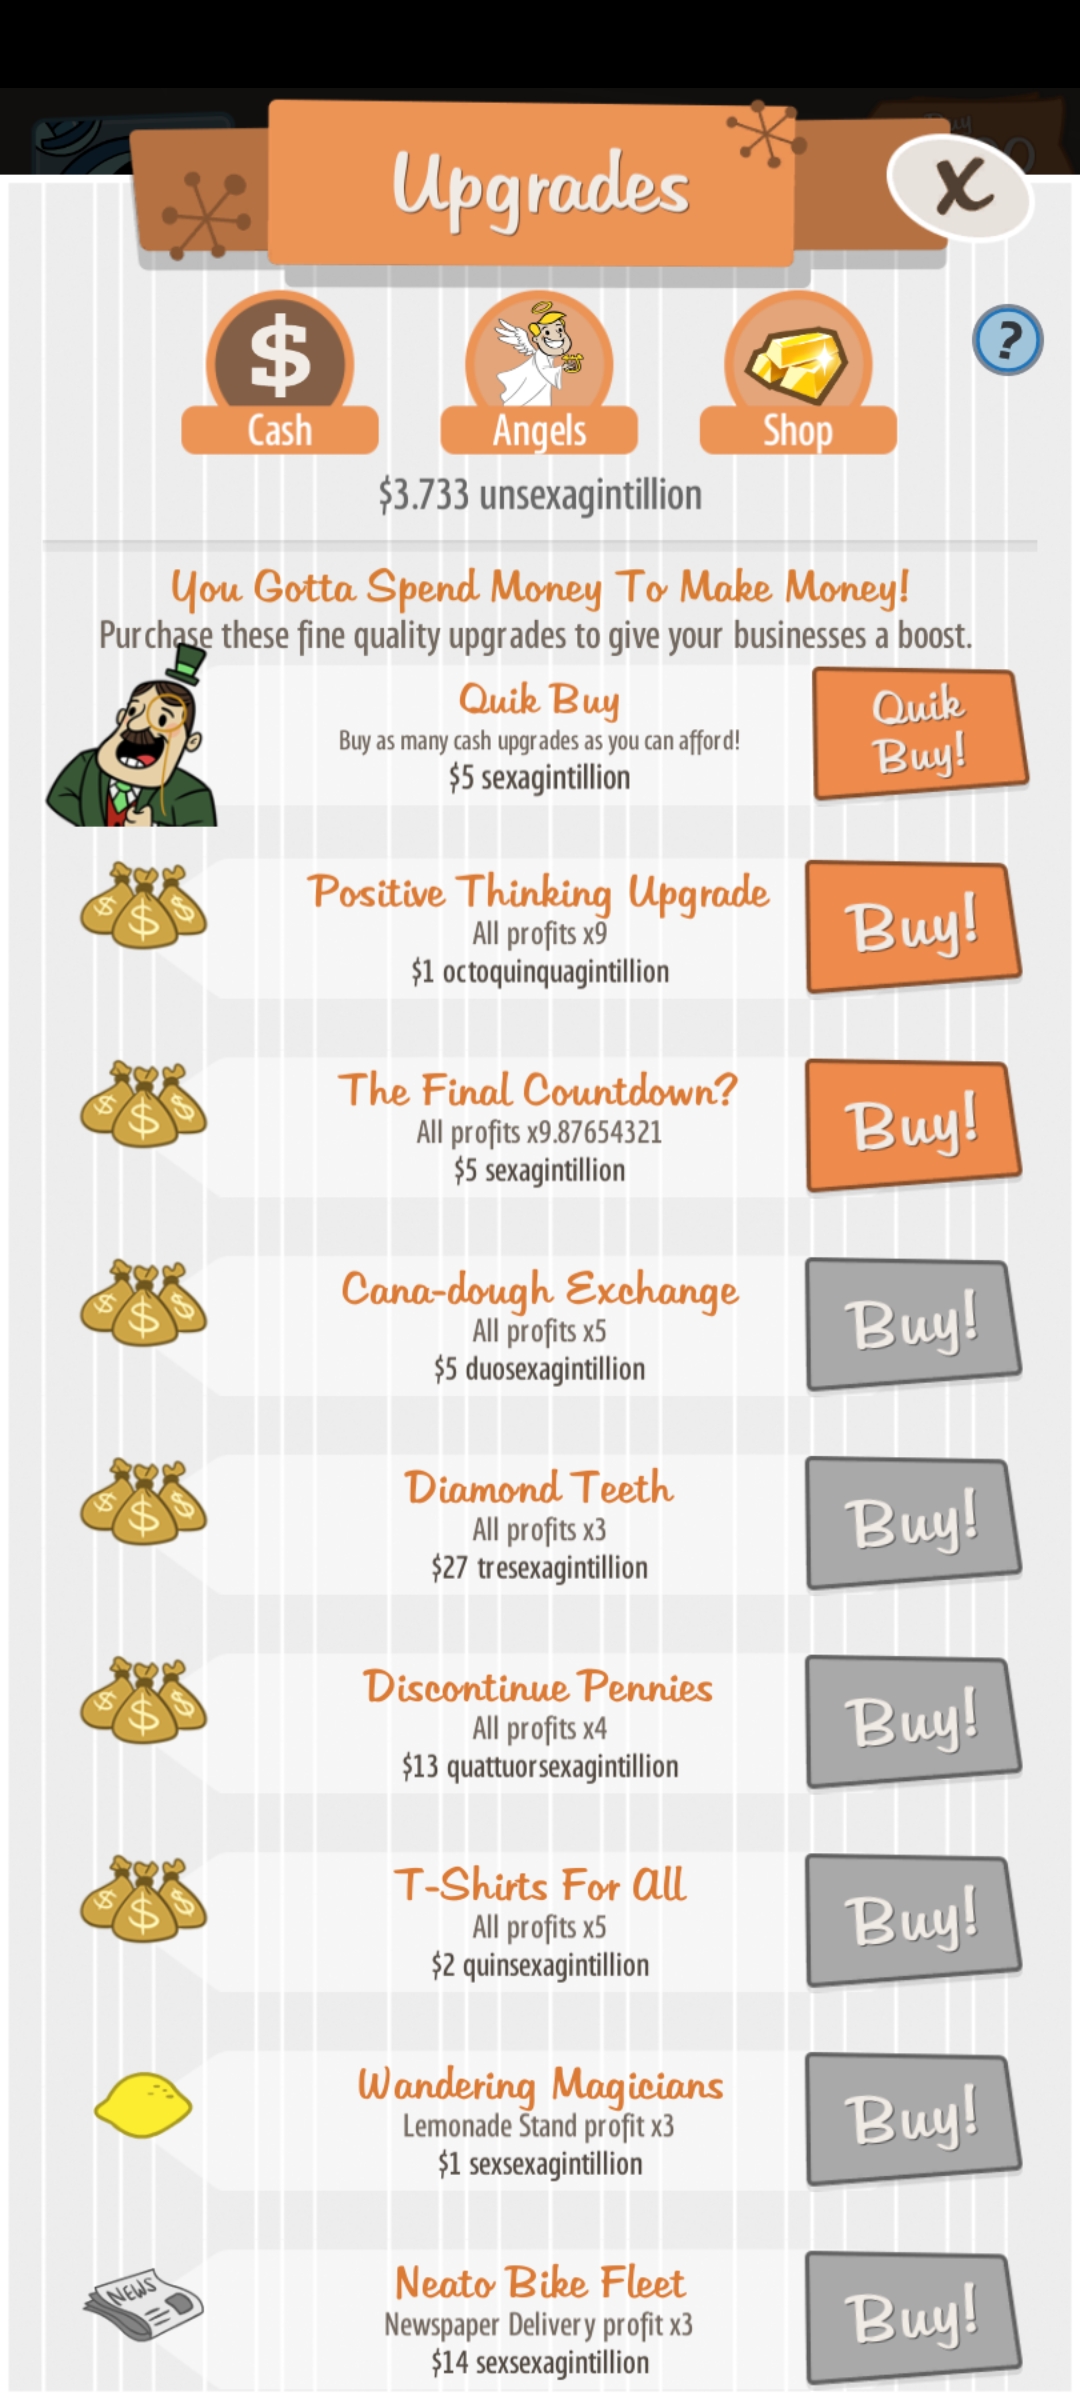 Upgrades
X
$
Cash
Angels
Shop
?
$3.733 unsexagintillion
You Gotta Spend Money To Make Money!
Purchase these fine quality upgrades to give your businesses a boost.
Quik Buy
Buy as many cash upgrades as you can afford!
$5 sexagintillion
Quik
Buy!
Positive Thinking Upgrade
All profits x9
$1 octoquinquagintillion
Buy!
The Final Countdown?
All profits x9.87654321
$5 sexagintillion
Buy!
Cana-dough Exchange
All profits x5
$5 duosexagintillion
Buy!
Diamond Teeth
All profits x3
$27 tresexagintillion
Buy!
Discontinue Pennies
All profits x4
$13 quattuorsexagintillion
Buy!
T-Shirts For All
All profits x5
$2 quinsexagintillion
Buy!
Wandering Magicians
Lemonade Stand profit x3
$1 sexsexagintillion
Buy!
NEWS
Neato Bike Fleet
Newspaper Delivery profit x3
$14 sexsexagintillion
Buy!